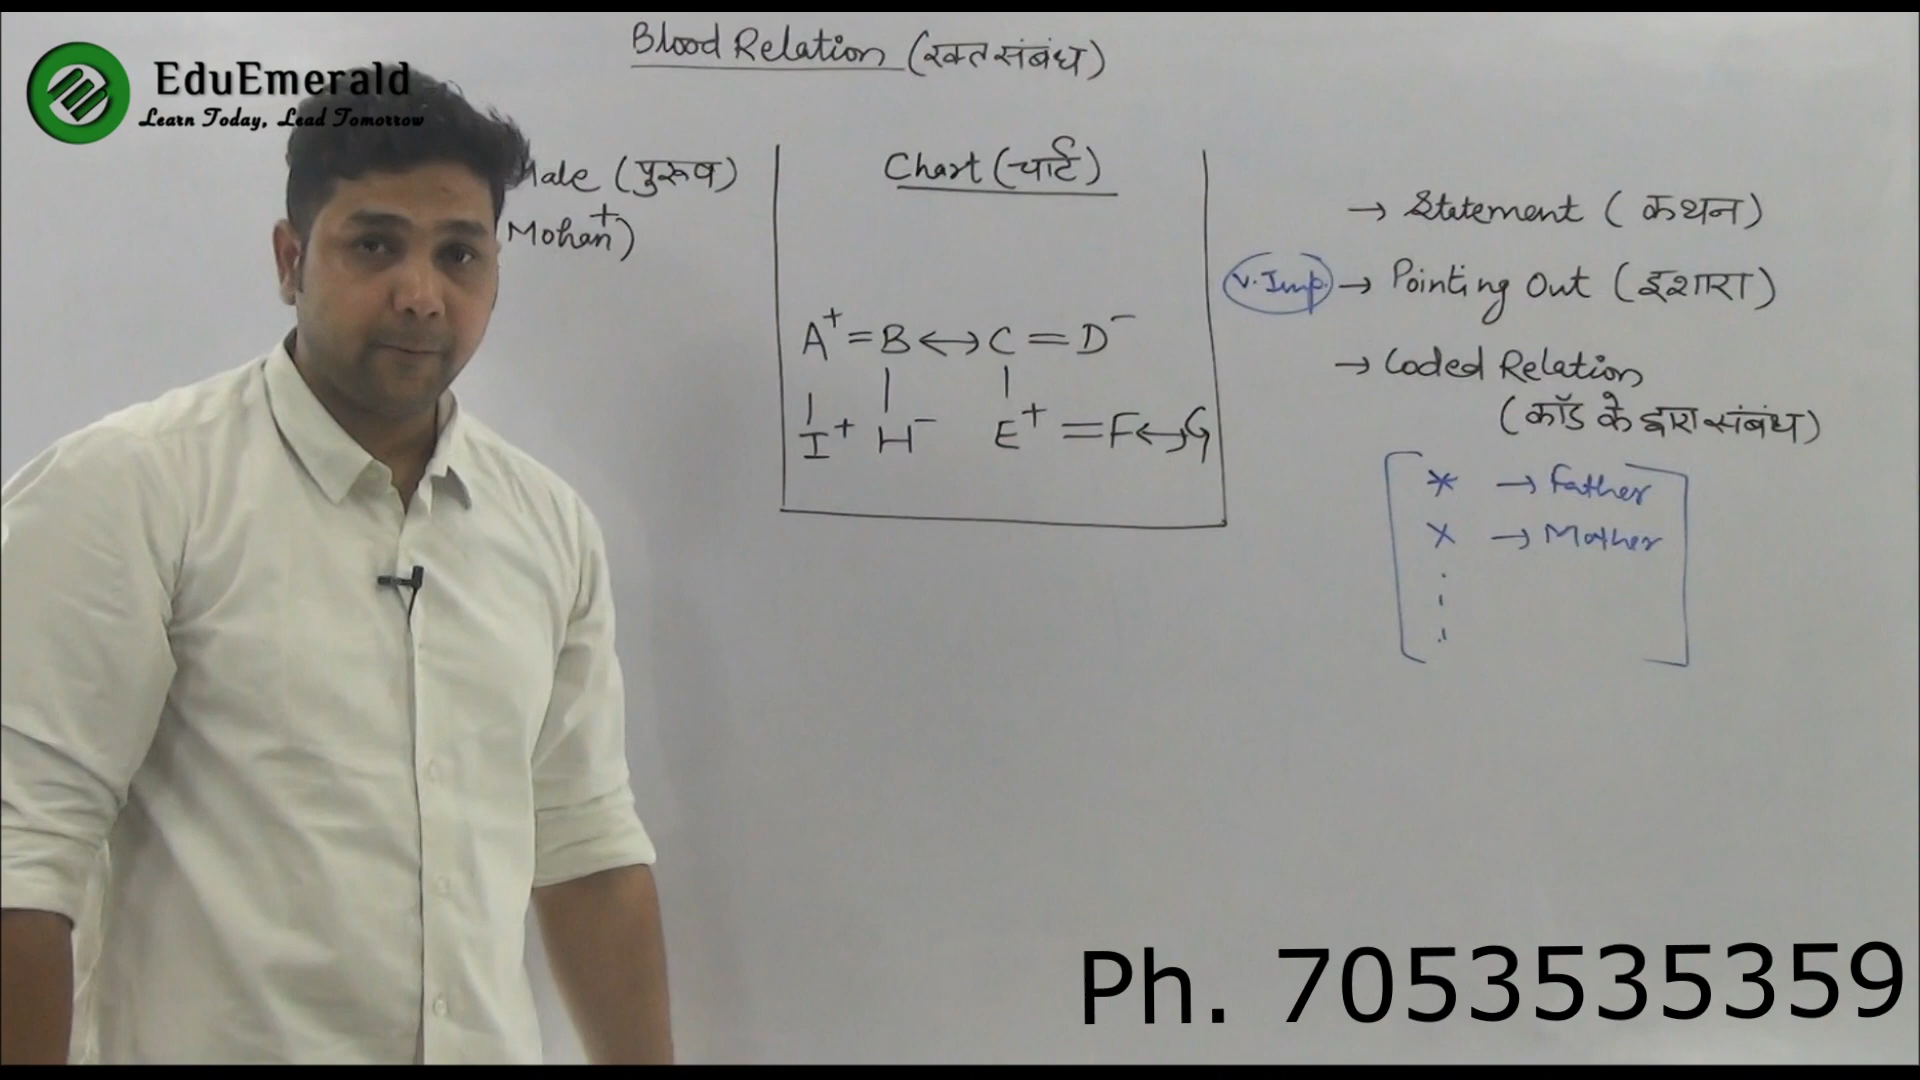 EduEmerald
Learn Today, Lead Tomorrow
Blood Relation (रक्त संबंध)
Male (पुरूष)
Mohan+)
Chart (चार्ट)
A+ = B ↔ C = D-
I+ H- E+ = F ↔ G
→ Statement (कथन)
V. Imp. → Pointing Out (इशारा)
→ Coded Relation
(कॉड के द्वारा संबंध)
* → Father
x → Mother
Ph. 7053535359